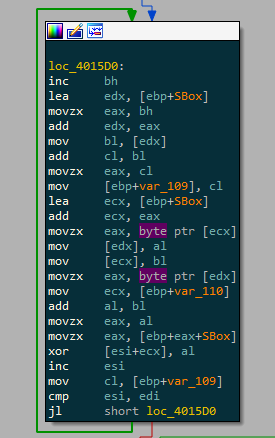 loc_4015D0:
inc bh
lea edx, [ebp+SBox]
movzx eax, bh
add edx, eax
mov bl, [edx]
add cl, bl
movzx eax, cl
mov [ebp+var_109], cl
lea ecx, [ebp+SBox]
add ecx, eax
movzx eax, byte ptr [ecx]
mov [edx], al
mov [ecx], bl
movzx eax, byte ptr [edx]
mov ecx, [ebp+var_110]
add al, bl
movzx eax, al
movzx eax, [ebp+eax+SBox]
xor [esi+ecx], al
inc esi
mov cl, [ebp+var_109]
cmp esi, edi
jl short loc_4015D0